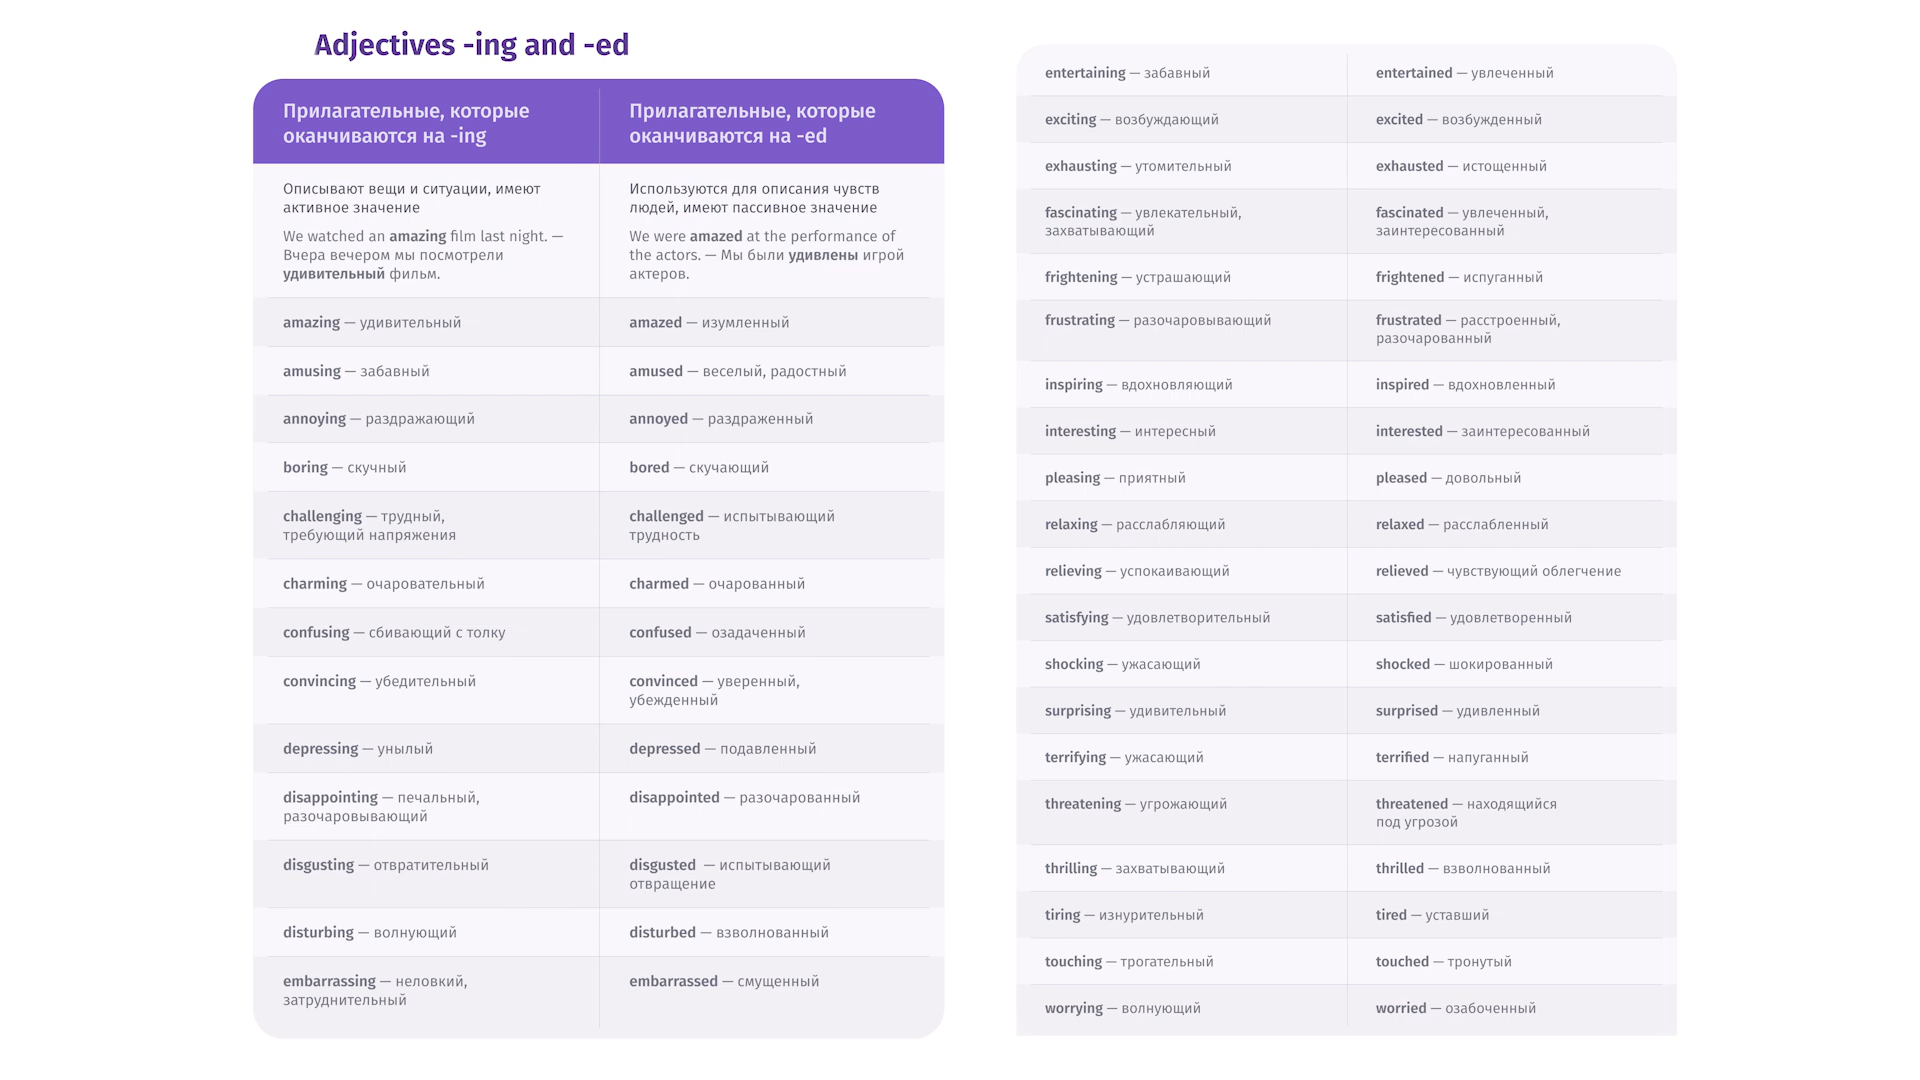 Adjectives -ing and -ed
Прилагательные, которые
оканчиваются на -ing
Прилагательные, которые
оканчиваются на -ed
Описывают вещи и ситуации, имеют
активное значение
We watched an amazing film last night. —
Вчера вечером мы посмотрели
удивительный фильм.
Используются для описания чувств
людей, имеют пассивное значение
We were amazed at the performance of
the actors. — Мы были удивлены игрой
актеров.
amazing — удивительный
amazed — изумленный
amusing — забавный
amused — веселый, радостный
annoying — раздражающий
annoyed — раздраженный
boring — скучный
bored — скучающий
challenging — трудный,
требующий напряжения
challenged — испытывающий
трудность
charming — очаровательный
charmed — очарованный
confusing — сбивающий с толку
confused — озадаченный
convincing — убедительный
convinced — уверенный,
убежденный
depressing — унылый
depressed — подавленный
disappointing — печальный,
разочаровывающий
disappointed — разочарованный
disgusting — отвратительный
disgusted — испытывающий
отвращение
disturbing — волнующий
disturbed — взволнованный
embarrassing — неловкий,
затруднительный
embarrassed — смущенный
entertaining — забавный
entertained — увлеченный
exciting — возбуждающий
excited — возбужденный
exhausting — утомительный
exhausted — истощенный
fascinating — увлекательный,
захватывающий
fascinated — увлеченный,
заинтересованный
frightening — устрашающий
frightened — испуганный
frustrating — разочаровывающий
frustrated — расстроенный,
разочарованный
inspiring — вдохновляющий
inspired — вдохновленный
interesting — интересный
interested — заинтересованный
pleasing — приятный
pleased — довольный
relaxing — расслабляющий
relaxed — расслабленный
relieving — успокаивающий
relieved — чувствующий облегчение
satisfying — удовлетворительный
satisfied — удовлетворенный
shocking — ужасающий
shocked — шокированный
surprising — удивительный
surprised — удивленный
terrifying — ужасающий
terrified — напуганный
threatening — угрожающий
threatened — находящийся
под угрозой
thrilling — захватывающий
thrilled — взволнованный
tiring — изнурительный
tired — уставший
touching — трогательный
touched — тронутый
worrying — волнующий
worried — озабоченный